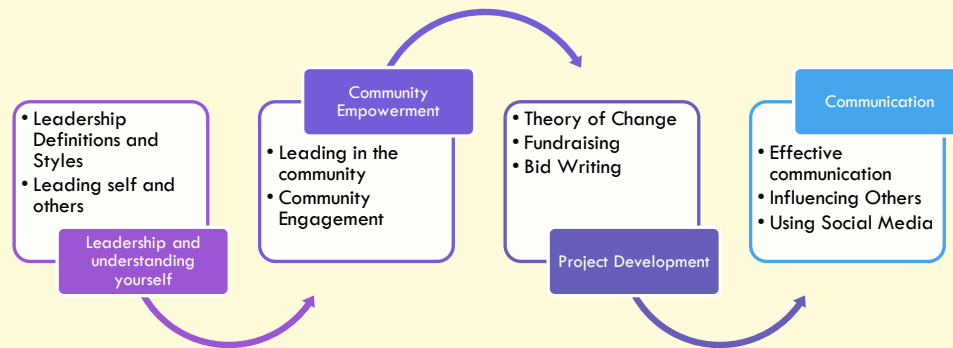 • Leadership
Definitions and
Styles
• Leading self and
others
Leadership and
understanding
yourself
Community
Empowerment
• Leading in the
community
• Community
Engagement
• Theory of Change
• Fundraising
• Bid Writing
Project Development
Communication
• Effective
communication
• Influencing Others
• Using Social Media